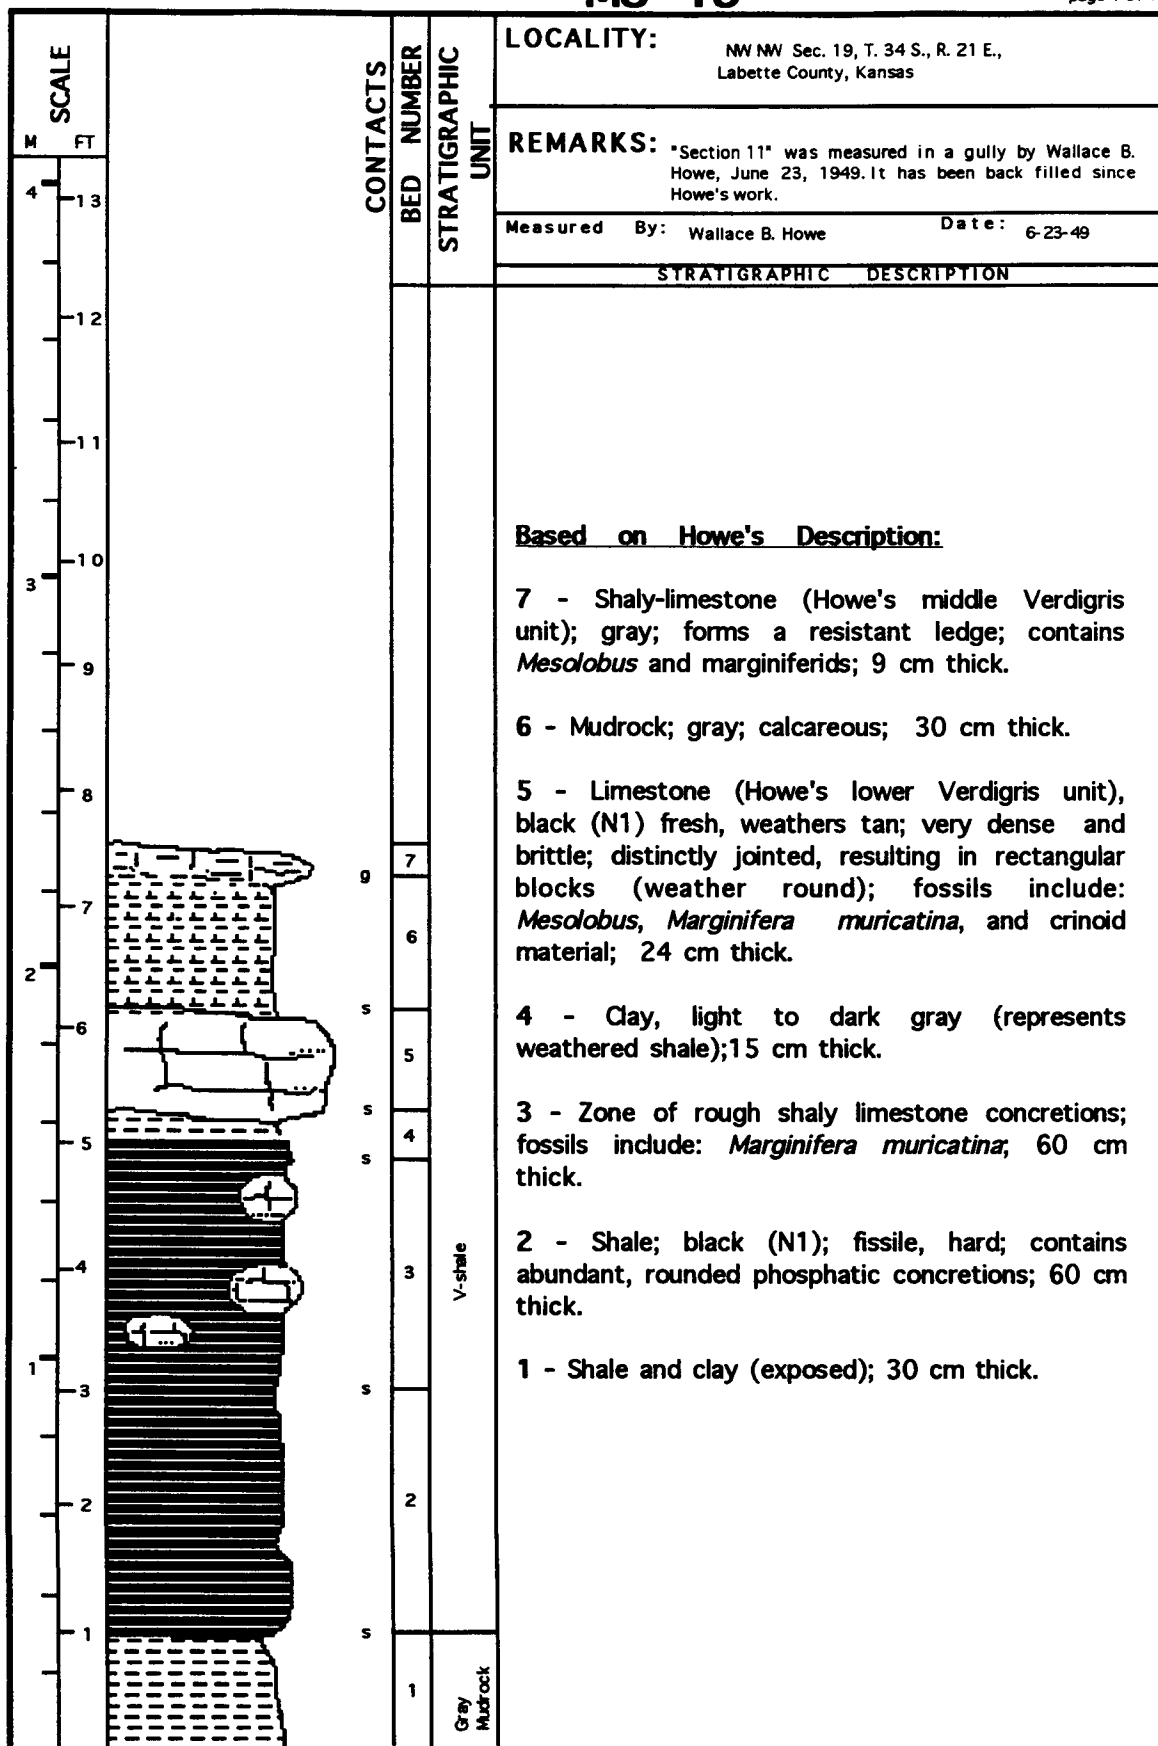 SCALE
M FT
CONTACTS
BED NUMBER
STRATIGRAPHIC
UNIT
LOCALITY:
NW NW Sec. 19, T. 34 S., R. 21 E.,
Labette County, Kansas
REMARKS: "Section 11" was measured in a gully by Wallace B.
Howe, June 23, 1949. It has been back filled since
Howe's work.
Measured By: Wallace B. Howe Date: 6-23-49
STRATIGRAPHIC DESCRIPTION
4
13
12
11
10
3
9
8
7
2
6
5
4
1
3
2
1
g
s
s
s
s
s
7
6
5
4
3
2
1
V-shale
Gray
Mudrock
Based on Howe's Description:
7 - Shaly-limestone (Howe's middle Verdigris
unit); gray; forms a resistant ledge; contains
Mesolobus and marginiferids; 9 cm thick.
6 - Mudrock; gray; calcareous; 30 cm thick.
5 - Limestone (Howe's lower Verdigris unit),
black (N1) fresh, weathers tan; very dense and
brittle; distinctly jointed, resulting in rectangular
blocks (weather round); fossils include:
Mesolobus, Marginifera muricatina, and crinoid
material; 24 cm thick.
4 - Clay, light to dark gray (represents
weathered shale);15 cm thick.
3 - Zone of rough shaly limestone concretions;
fossils include: Marginifera muricatina; 60 cm
thick.
2 - Shale; black (N1); fissile, hard; contains
abundant, rounded phosphatic concretions; 60 cm
thick.
1 - Shale and clay (exposed); 30 cm thick.